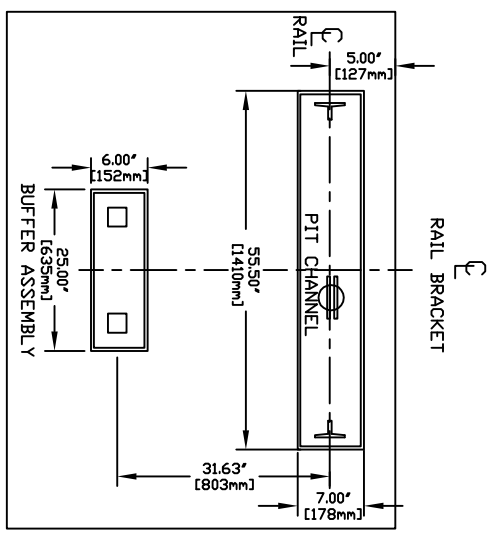 RAIL
5.00"
[127mm]
6.00"
[152mm]
RAIL BRACKET
PIT CHANNEL
55.50"
[1410mm]
BUFFER ASSEMBLY
25.00"
[635mm]
31.63"
[803mm]
7.00"
[178mm]